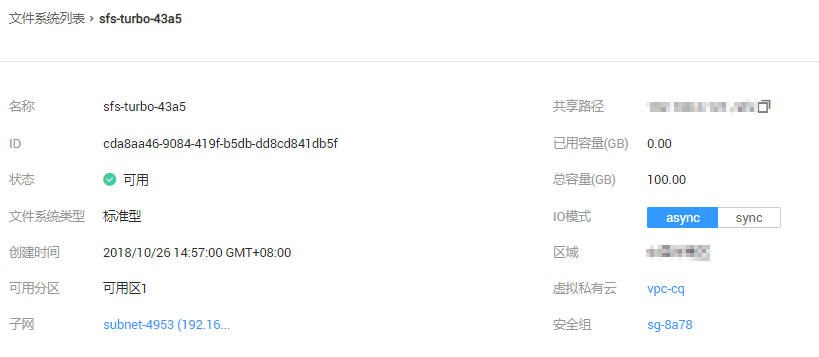 文件系统列表 › sfs-turbo-43a5
名称 sfs-turbo-43a5 共享路径
ID cda8aa46-9084-419f-b5db-dd8cd841db5f 已用容量(GB) 0.00
状态 可用 总容量(GB) 100.00
文件系统类型 标准型 IO模式 async sync
创建时间 2018/10/26 14:57:00 GMT+08:00 区域
可用分区 可用区1 虚拟私有云 vpc-cq
子网 subnet-4953 (192.16... 安全组 sg-8a78